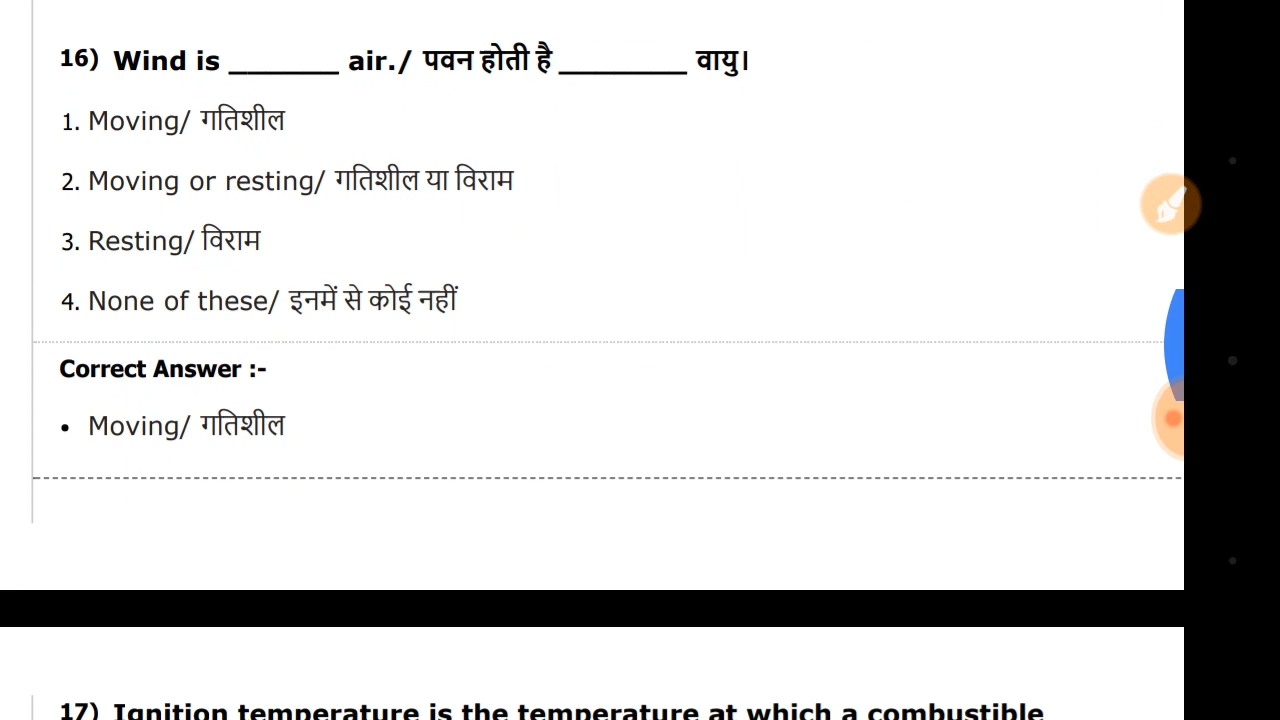 16) Wind is _______ air./ पवन होती है ________ वायु।
1. Moving/ गतिशील
2. Moving or resting/ गतिशील या विराम
3. Resting/ विराम
4. None of these/ इनमें से कोई नहीं
Correct Answer :-
• Moving/ गतिशील
17) Ignition temperature is the temperature at which a combustible